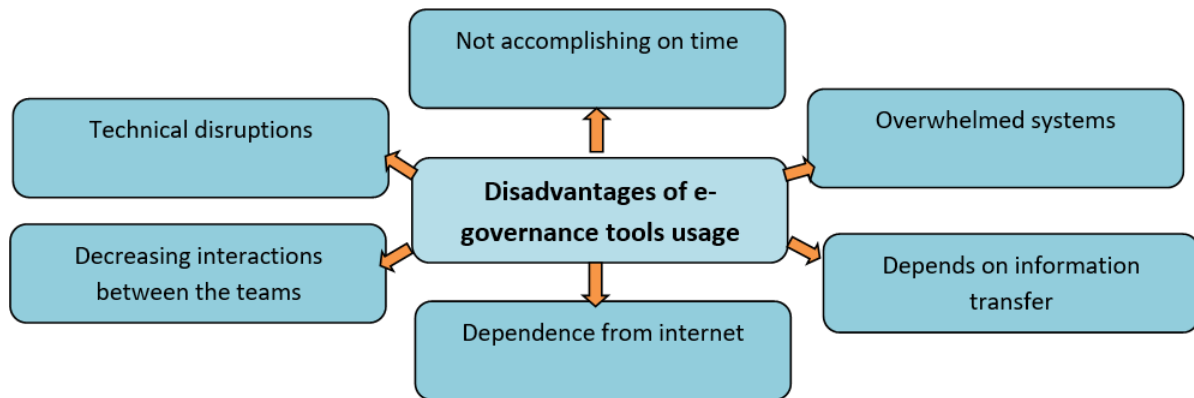 Not accomplishing on time
Technical disruptions
Overwhelmed systems
Disadvantages of e-
governance tools usage
Decreasing interactions
between the teams
Depends on information
transfer
Dependence from internet